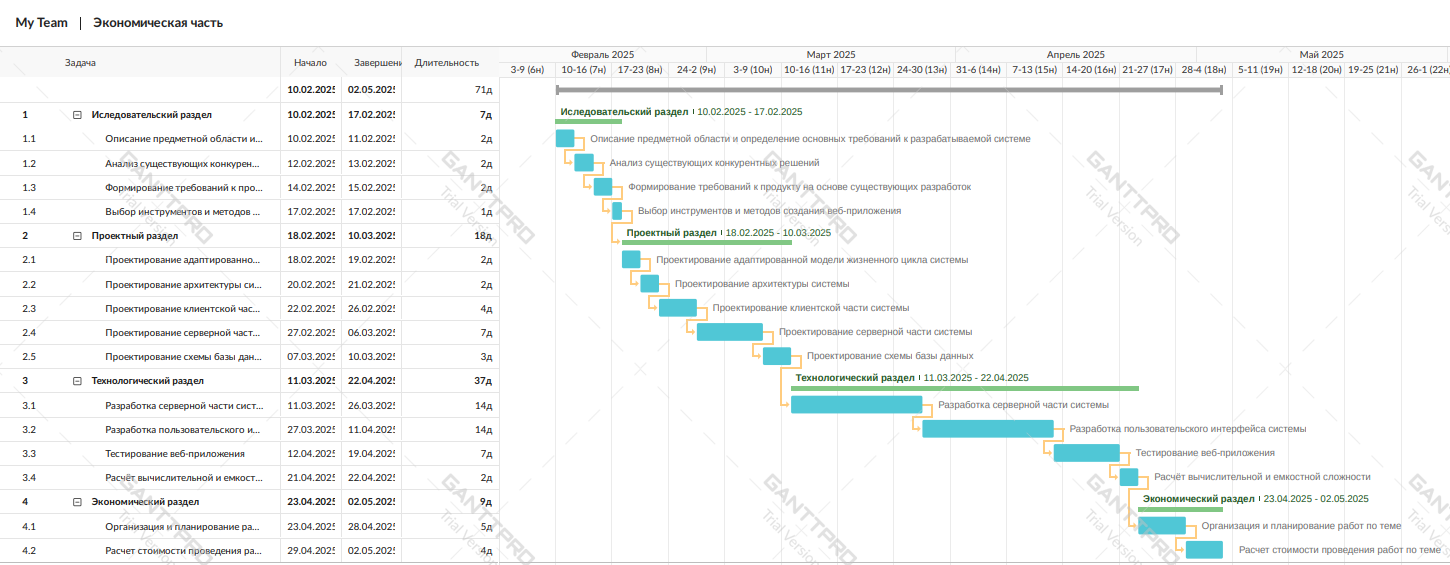 My Team | Экономическая часть
Задача Начало Завершени Длительность
Февраль 2025 Март 2025 Апрель 2025 Май 2025
3-9 (6н) 10-16 (7н) 17-23 (8н) 24-2 (9н) 3-9 (10н) 10-16 (11н) 17-23 (12н) 24-30 (13н) 31-6 (14н) 7-13 (15н) 14-20 (16н) 21-27 (17н) 28-4 (18н) 5-11 (19н) 12-18 (20н) 19-25 (21н) 26-1 (22н
10.02.2025 02.05.2025 71д
1 Иследовательский раздел 10.02.2025 17.02.2025 7д Иследовательский раздел 10.02.2025 - 17.02.2025
1.1 Описание предметной области и... 10.02.2025 11.02.2025 2д Описание предметной области и определение основных требований к разрабатываемой системе
1.2 Анализ существующих конкурен... 12.02.2025 13.02.2025 2д Анализ существующих конкурентных решений
1.3 Формирование требований к про... 14.02.2025 15.02.2025 2д Формирование требований к продукту на основе существующих разработок
1.4 Выбор инструментов и методов ... 17.02.2025 17.02.2025 1д Выбор инструментов и методов создания веб-приложения
2 Проектный раздел 18.02.2025 10.03.2025 18д Проектный раздел 18.02.2025 - 10.03.2025
2.1 Проектирование адаптированно... 18.02.2025 19.02.2025 2д Проектирование адаптированной модели жизненного цикла системы
2.2 Проектирование архитектуры си... 20.02.2025 21.02.2025 2д Проектирование архитектуры системы
2.3 Проектирование клиентской час... 22.02.2025 26.02.2025 4д Проектирование клиентской части системы
2.4 Проектирование серверной част... 27.02.2025 06.03.2025 7д Проектирование серверной части системы
2.5 Проектирование схемы базы дан... 07.03.2025 10.03.2025 3д Проектирование схемы базы данных
3 Технологический раздел 11.03.2025 22.04.2025 37д Технологический раздел 11.03.2025 - 22.04.2025
3.1 Разработка серверной части сист... 11.03.2025 26.03.2025 14д Разработка серверной части системы
3.2 Разработка пользовательского и... 27.03.2025 11.04.2025 14д Разработка пользовательского интерфейса системы
3.3 Тестирование веб-приложения 12.04.2025 19.04.2025 7д Тестирование веб-приложения
3.4 Расчёт вычислительной и емкост... 21.04.2025 22.04.2025 2д Расчёт вычислительной и емкостной сложности
4 Экономический раздел 23.04.2025 02.05.2025 9д Экономический раздел 23.04.2025 - 02.05.2025
4.1 Организация и планирование ра... 23.04.2025 28.04.2025 5д Организация и планирование работ по теме
4.2 Расчет стоимости проведения ра... 29.04.2025 02.05.2025 4д Расчет стоимости проведения работ по теме
GANTTPRO
Trial Version
GANTTPRO
Trial Version
GANTTPRO
Trial Version
GANTTPRO
Trial Version
GANTTPRO
Trial Version
GANTTPRO
Trial Version